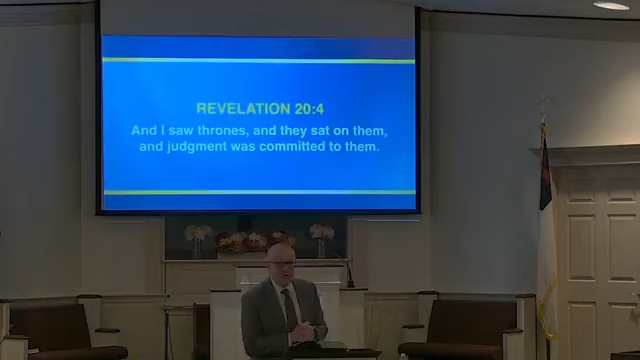 REVELATION 20:4
And I saw thrones, and they sat on them,
and judgment was committed to them.